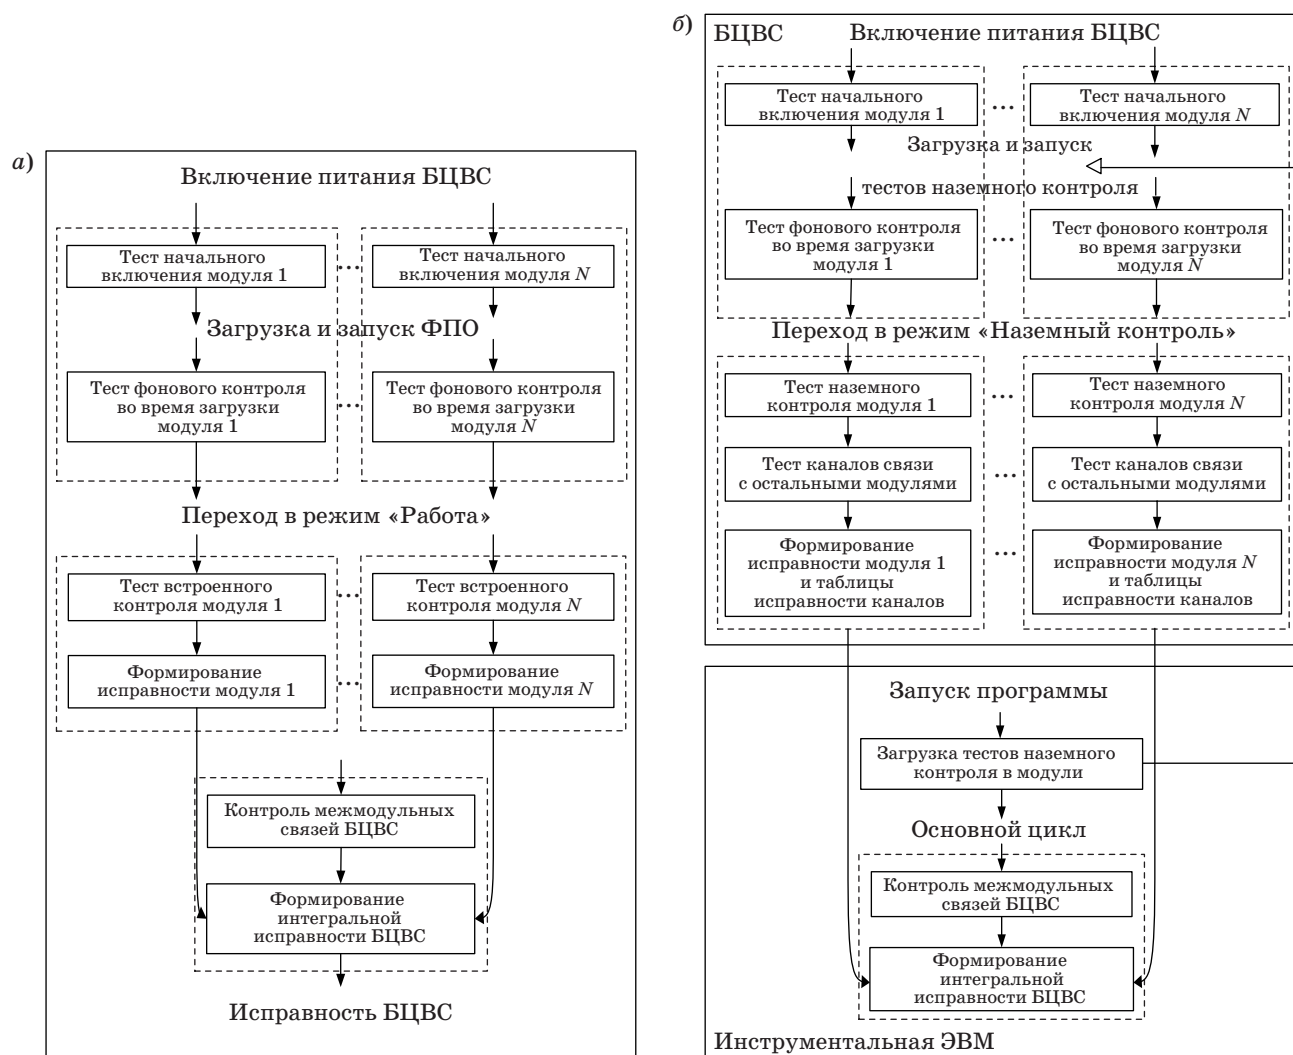 а)
Включение питания БЦВС
Тест начального
включения модуля 1
...
Тест начального
включения модуля N
Загрузка и запуск ФПО
Тест фонового контроля
во время загрузки
модуля 1
...
Тест фонового контроля
во время загрузки
модуля N
Переход в режим «Работа»
Тест встроенного
контроля модуля 1
...
Тест встроенного
контроля модуля N
Формирование
исправности модуля 1
...
Формирование
исправности модуля N
Контроль межмодульных
связей БЦВС
Формирование
интегральной
исправности БЦВС
Исправность БЦВС
б)
БЦВС
Включение питания БЦВС
Тест начального
включения модуля 1
...
Тест начального
включения модуля N
Загрузка и запуск
тестов наземного контроля
Тест фонового контроля
во время загрузки
модуля 1
...
Тест фонового контроля
во время загрузки
модуля N
Переход в режим «Наземный контроль»
Тест наземного
контроля модуля 1
...
Тест наземного
контроля модуля N
Тест каналов связи
с остальными модулями
...
Тест каналов связи
с остальными модулями
Формирование
исправности модуля 1
и таблицы
исправности каналов
...
Формирование
исправности модуля N
и таблицы
исправности каналов
Запуск программы
Загрузка тестов наземного
контроля в модули
Основной цикл
Контроль межмодульных
связей БЦВС
Формирование
интегральной
исправности БЦВС
Инструментальная ЭВМ